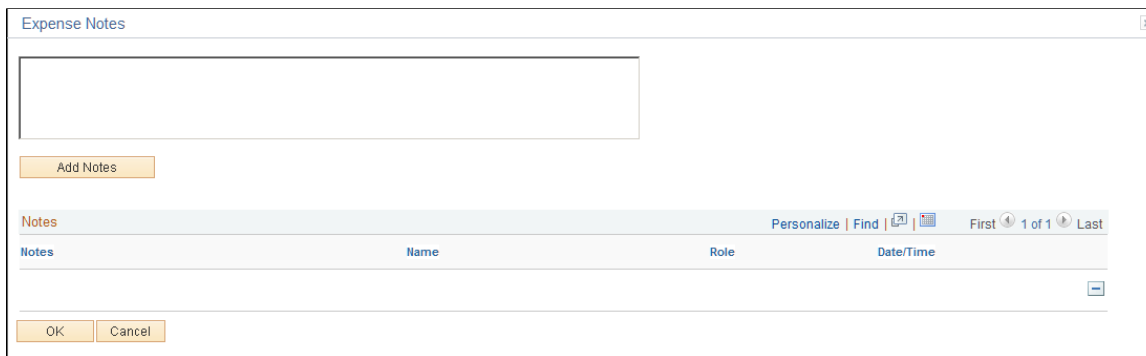 Expense Notes
Add Notes
Notes Personalize | Find | | First 1 of 1 Last
Notes Name Role Date/Time
OK Cancel